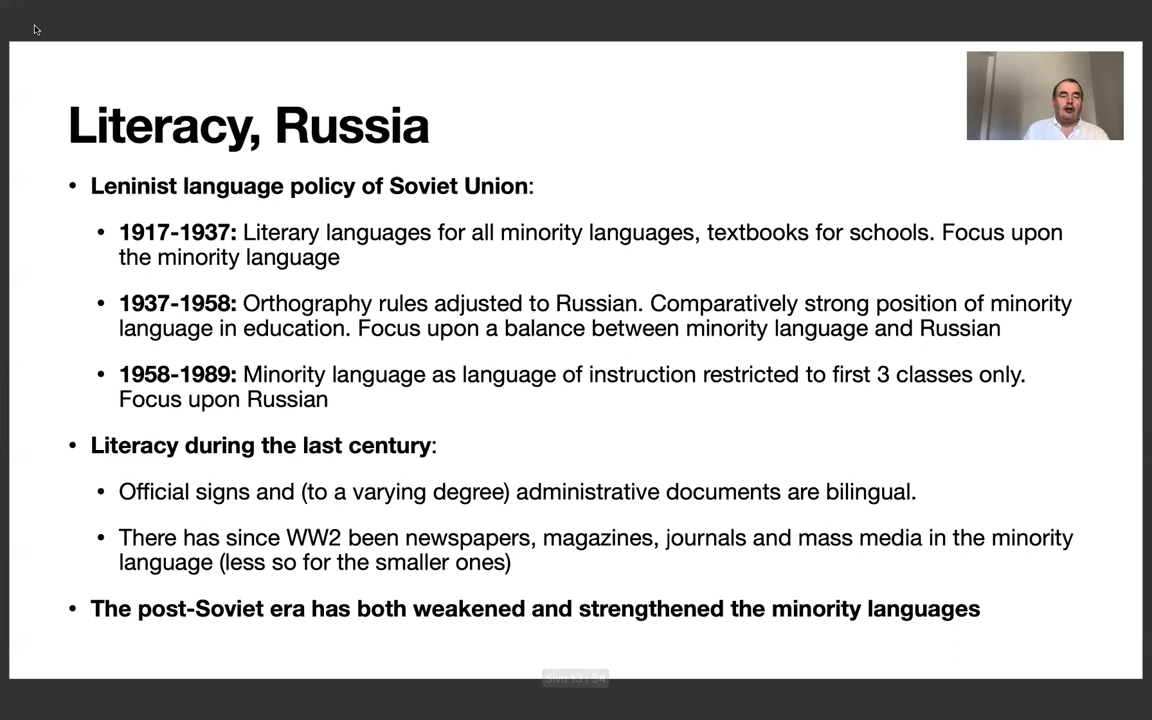 Literacy, Russia
• Leninist language policy of Soviet Union:
• 1917-1937: Literary languages for all minority languages, textbooks for schools. Focus upon
the minority language
• 1937-1958: Orthography rules adjusted to Russian. Comparatively strong position of minority
language in education. Focus upon a balance between minority language and Russian
• 1958-1989: Minority language as language of instruction restricted to first 3 classes only.
Focus upon Russian
• Literacy during the last century:
• Official signs and (to a varying degree) administrative documents are bilingual.
• There has since WW2 been newspapers, magazines, journals and mass media in the minority
language (less so for the smaller ones)
• The post-Soviet era has both weakened and strengthened the minority languages
Sivu 13 / 54